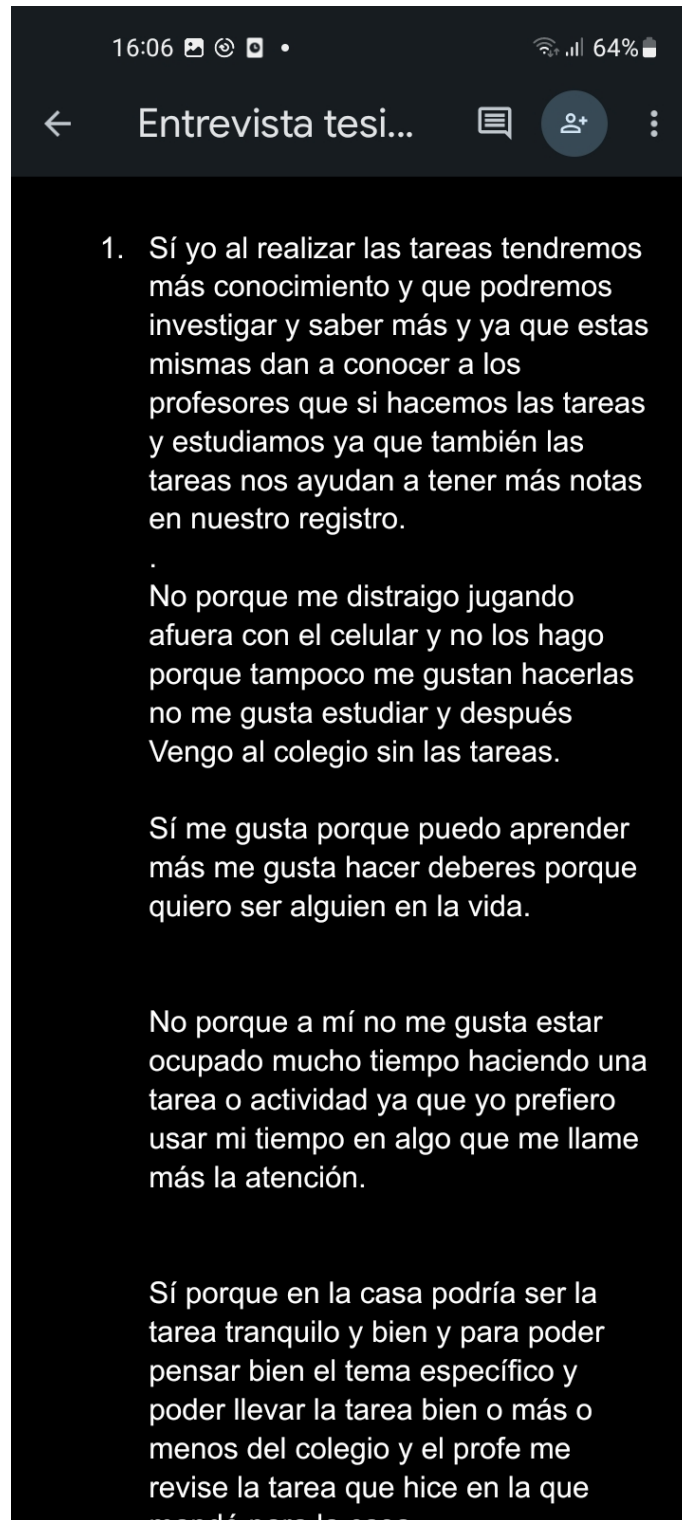 16:06
64%
Entrevista tesi...
1. Sí yo al realizar las tareas tendremos
más conocimiento y que podremos
investigar y saber más y ya que estas
mismas dan a conocer a los
profesores que si hacemos las tareas
y estudiamos ya que también las
tareas nos ayudan a tener más notas
en nuestro registro.
.
No porque me distraigo jugando
afuera con el celular y no los hago
porque tampoco me gustan hacerlas
no me gusta estudiar y después
Vengo al colegio sin las tareas.
Sí me gusta porque puedo aprender
más me gusta hacer deberes porque
quiero ser alguien en la vida.
No porque a mí no me gusta estar
ocupado mucho tiempo haciendo una
tarea o actividad ya que yo prefiero
usar mi tiempo en algo que me llame
más la atención.
Sí porque en la casa podría ser la
tarea tranquilo y bien y para poder
pensar bien el tema específico y
poder llevar la tarea bien o más o
menos del colegio y el profe me
revise la tarea que hice en la que